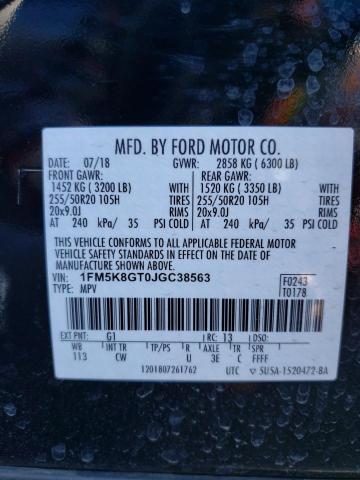 MFD. BY FORD MOTOR CO.
DATE: 07/18 GVWR: 2858 KG ( 6300 LB)
FRONT GAWR: REAR GAWR:
1452 KG ( 3200 LB) WITH 1520 KG ( 3350 LB) WITH
255/50R20 105H TIRES 255/50R20 105H TIRES
20x9.0J RIMS 20x9.0J RIMS
AT 240 kPa/ 35 PSI COLD AT 240 kPa/ 35 PSI COLD
THIS VEHICLE CONFORMS TO ALL APPLICABLE FEDERAL MOTOR
VEHICLE SAFETY AND THEFT PREVENTION STANDARDS IN EFFECT ON THE DATE OF MANUFACTURE SHOWN ABOVE.
VIN: 1FM5K8GT0JGC38563 F0243
TYPE: MPV T0178
EXT PNT: G1 RC: 13 DSO:
WB INT TR TP/PS R AXLE TR SPR
113 CW U 3E C FFFF
1201807261762 UTC 5U5A-1520472-BA